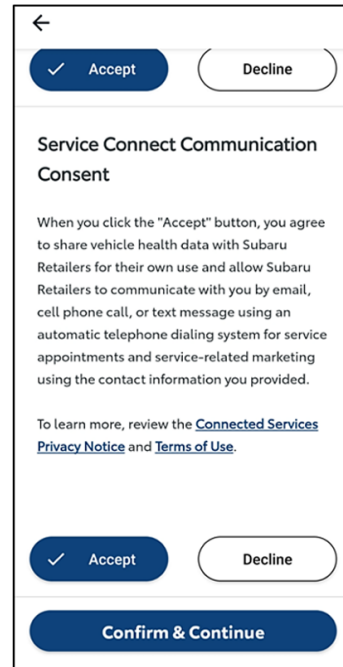 Accept
Decline
Service Connect Communication
Consent
When you click the "Accept" button, you agree
to share vehicle health data with Subaru
Retailers for their own use and allow Subaru
Retailers to communicate with you by email,
cell phone call, or text message using an
automatic telephone dialing system for service
appointments and service-related marketing
using the contact information you provided.
To learn more, review the Connected Services
Privacy Notice and Terms of Use.
Accept
Decline
Confirm & Continue